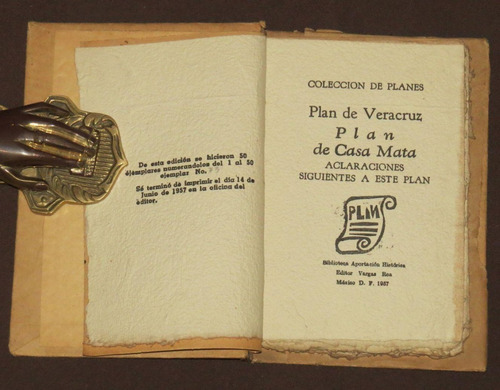 De esta edición se hicieron 50
ejemplares numerandolos del 1 al 50
ejemplar No.
Se terminó de imprimir el dia 14 de
Junio de 1957 en la oficina del
editor.
COLECCION DE PLANES
Plan de Veracruz
Plan
de Casa Mata
ACLARACIONES
SIGUIENTES A ESTE PLAN
PLAN
Biblioteca Aportación Histórica
Editor Vargas Rea
México D. F. 1957